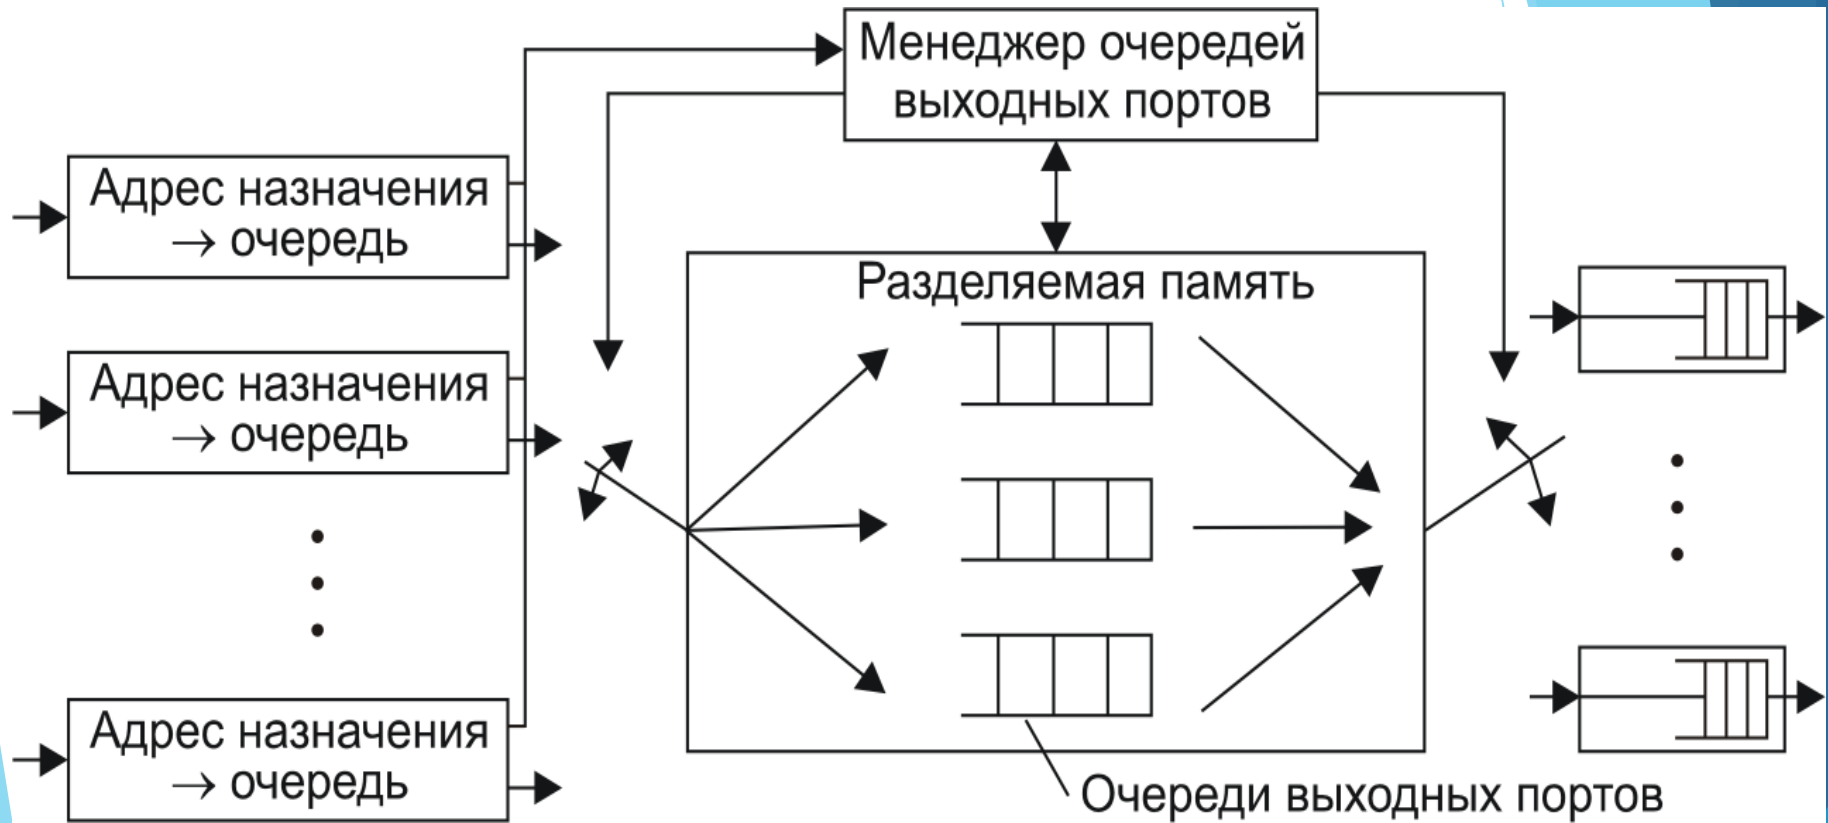 Менеджер очередей
выходных портов
Адрес назначения
→ очередь
Адрес назначения
→ очередь
Адрес назначения
→ очередь
Разделяемая память
Очереди выходных портов